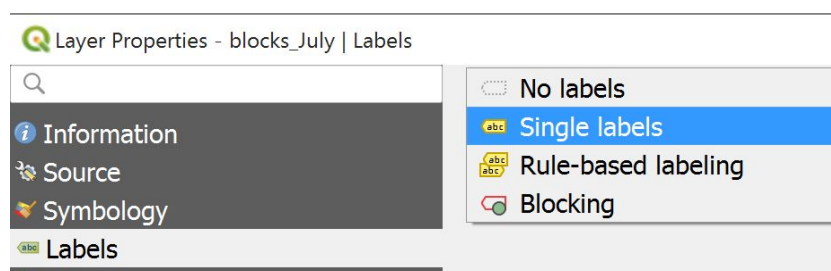 Layer Properties - blocks_July | Labels
Information
Source
Symbology
Labels
No labels
Single labels
Rule-based labeling
Blocking